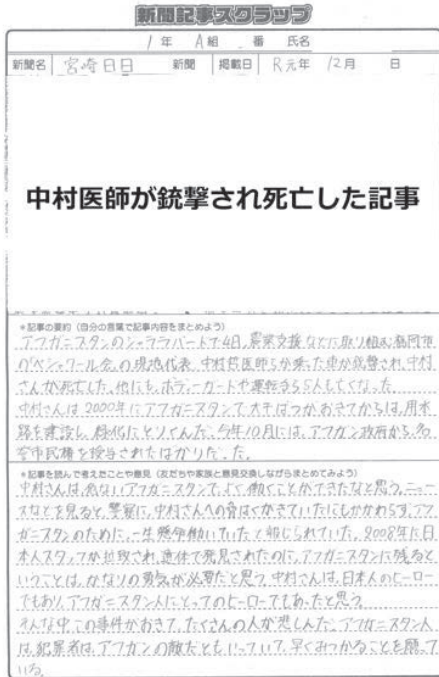 新聞記事スクラップ
1年 A組 番 氏名
新聞名 宮崎日日 新聞 掲載日 R元年 12月 日
中村医師が銃撃され死亡した記事
*記事の要約(自分の言葉で記事内容をまとめよう)
アフガニスタンのジャララバードで4日、農業支援などに取り組む福岡市
の「ペシャワール会」の現地代表、中村哲医師らが乗った車が銃撃され、中村
さんが死亡した。他にも、ボディーガードや運転手ら5人も亡くなった。
中村さんは、2000年にアフガニスタンで大干ばつがおきてからは、用水
路を建設し、緑化にとりくんだ。今年10月には、アフガン政府から名
誉市民権を授与されたばかりだった。
*記事を読んで考えたことや意見(友だちや家族と意見交換しながらまとめてみよう)
中村さんは、危ないアフガニスタンで、よく働くことができたなと思う。ニュー
スなどを見ると、警察に、中村さんへの脅はくがきていたにもかかわらず、アフ
ガニスタンのために、一生懸命働いていたと報じられていた。2008年に日
本人スタッフが拉致され、遺体で発見されたのに、アフガニスタンに残ると
いうことは、かなりの勇気が必要だと思う。中村さんは、日本人のヒーロー
でもあり、アフガニスタン人にとってのヒーローでもあったと思う。
そんな中、この事件がおきて、たくさんの人が悲しんだ。アフガニスタン人
は、犯罪者は、アフガンの敵だともいっていて、早くみつかることを願って
いる。